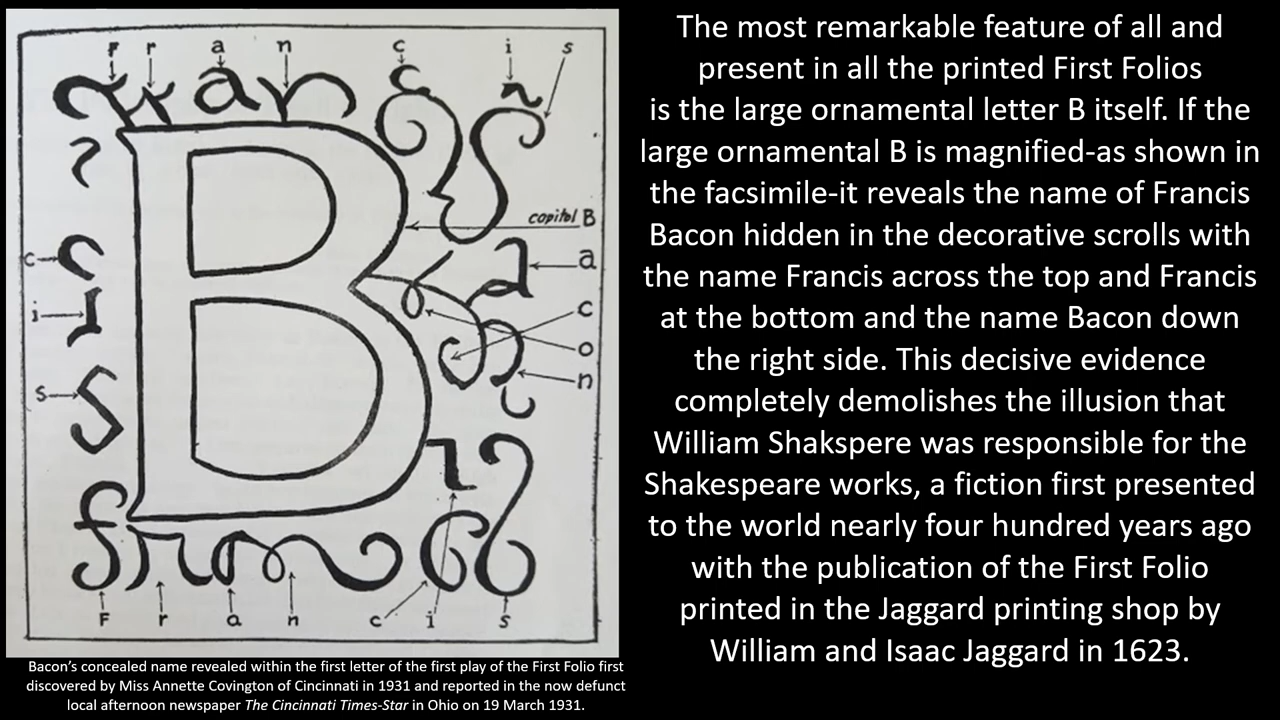 F r a n c i s
capitol B
a
c
c
i
o
n
s
F r a n c i s
Bacon's concealed name revealed within the first letter of the first play of the First Folio first
discovered by Miss Annette Covington of Cincinnati in 1931 and reported in the now defunct
local afternoon newspaper The Cincinnati Times-Star in Ohio on 19 March 1931.
The most remarkable feature of all and
present in all the printed First Folios
is the large ornamental letter B itself. If the
large ornamental B is magnified-as shown in
the facsimile-it reveals the name of Francis
Bacon hidden in the decorative scrolls with
the name Francis across the top and Francis
at the bottom and the name Bacon down
the right side. This decisive evidence
completely demolishes the illusion that
William Shakspere was responsible for the
Shakespeare works, a fiction first presented
to the world nearly four hundred years ago
with the publication of the First Folio
printed in the Jaggard printing shop by
William and Isaac Jaggard in 1623.